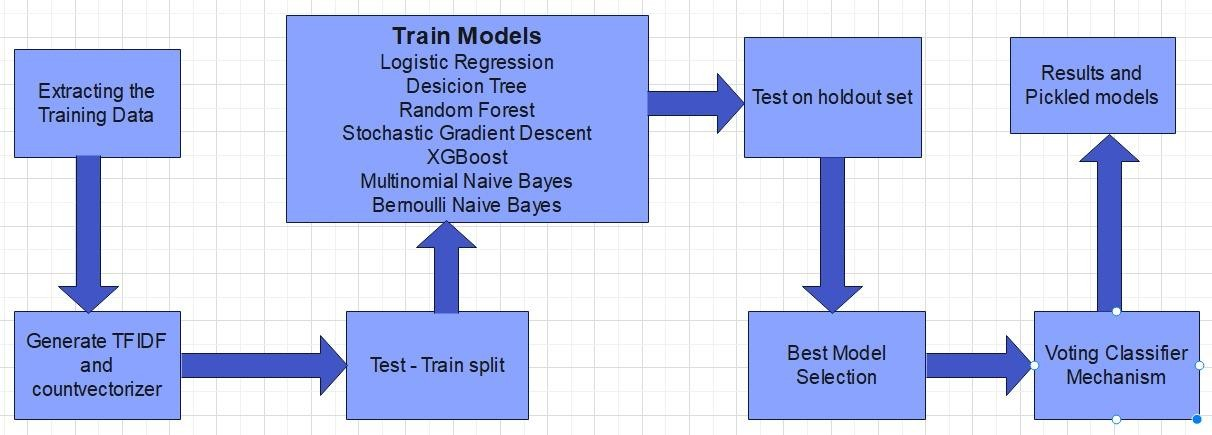 Extracting the
Training Data
Generate TFIDF
and
countvectorizer
Test - Train split
Train Models
Logistic Regression
Desicion Tree
Random Forest
Stochastic Gradient Descent
XGBoost
Multinomial Naive Bayes
Bernoulli Naive Bayes
Test on holdout set
Best Model
Selection
Voting Classifier
Mechanism
Results and
Pickled models